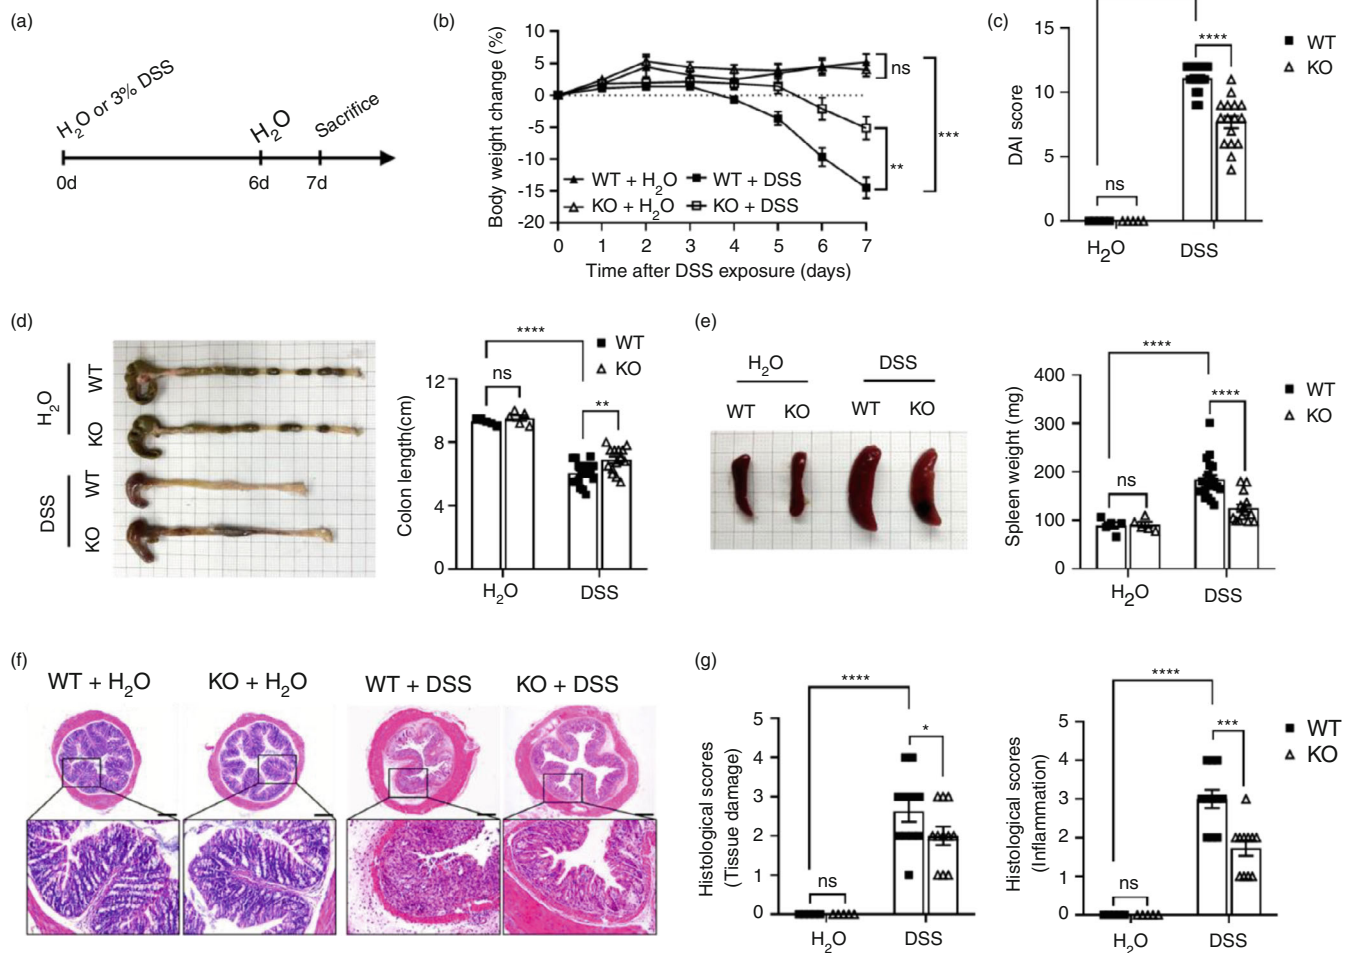 (a)
H₂O or 3% DSS
H₂O
Sacrifice
0d
6d
7d
(b)
Body weight change (%)
10
5
0
-5
-10
-15
-20
ns
***
**
WT + H₂O
WT + DSS
KO + H₂O
KO + DSS
0 1 2 3 4 5 6 7
Time after DSS exposure (days)
(c)
DAI score
15
10
5
0
****
ns
WT
KO
H₂O
DSS
(d)
H₂O
WT
KO
DSS
WT
KO
Colon length(cm)
12
8
4
0
****
ns
**
WT
KO
H₂O
DSS
(e)
H₂O
DSS
WT KO WT KO
Spleen weight (mg)
400
300
200
100
0
****
****
ns
WT
KO
H₂O
DSS
(f)
WT + H₂O
KO + H₂O
WT + DSS
KO + DSS
(g)
Histological scores
(Tissue damage)
5
4
3
2
1
0
****
*
ns
H₂O
DSS
Histological scores
(Inflammation)
5
4
3
2
1
0
****
***
ns
WT
KO
H₂O
DSS